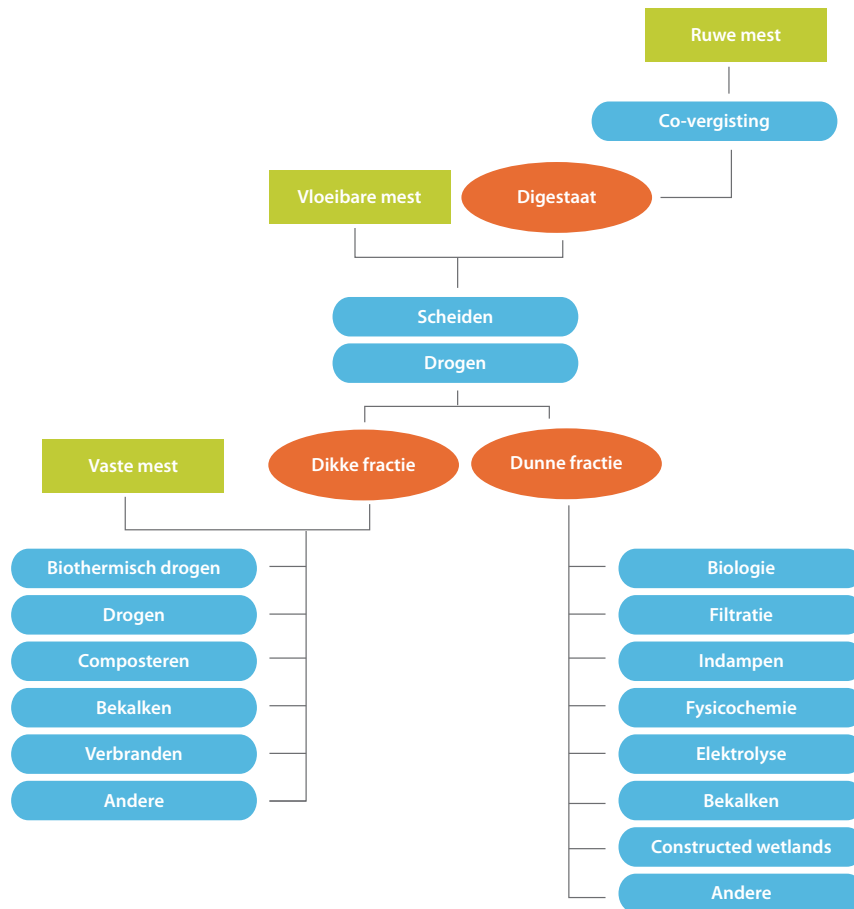 Ruwe mest
Co-vergisting
Vloeibare mest
Digestaat
Scheiden
Drogen
Vaste mest
Dikke fractie
Dunne fractie
Biothermisch drogen
Drogen
Composteren
Bekalken
Verbranden
Andere
Biologie
Filtratie
Indampen
Fysicochemie
Elektrolyse
Bekalken
Constructed wetlands
Andere